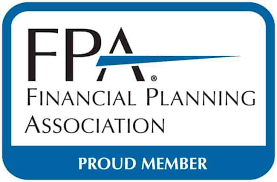 FPA®
FINANCIAL PLANNING
ASSOCIATION
PROUD MEMBER